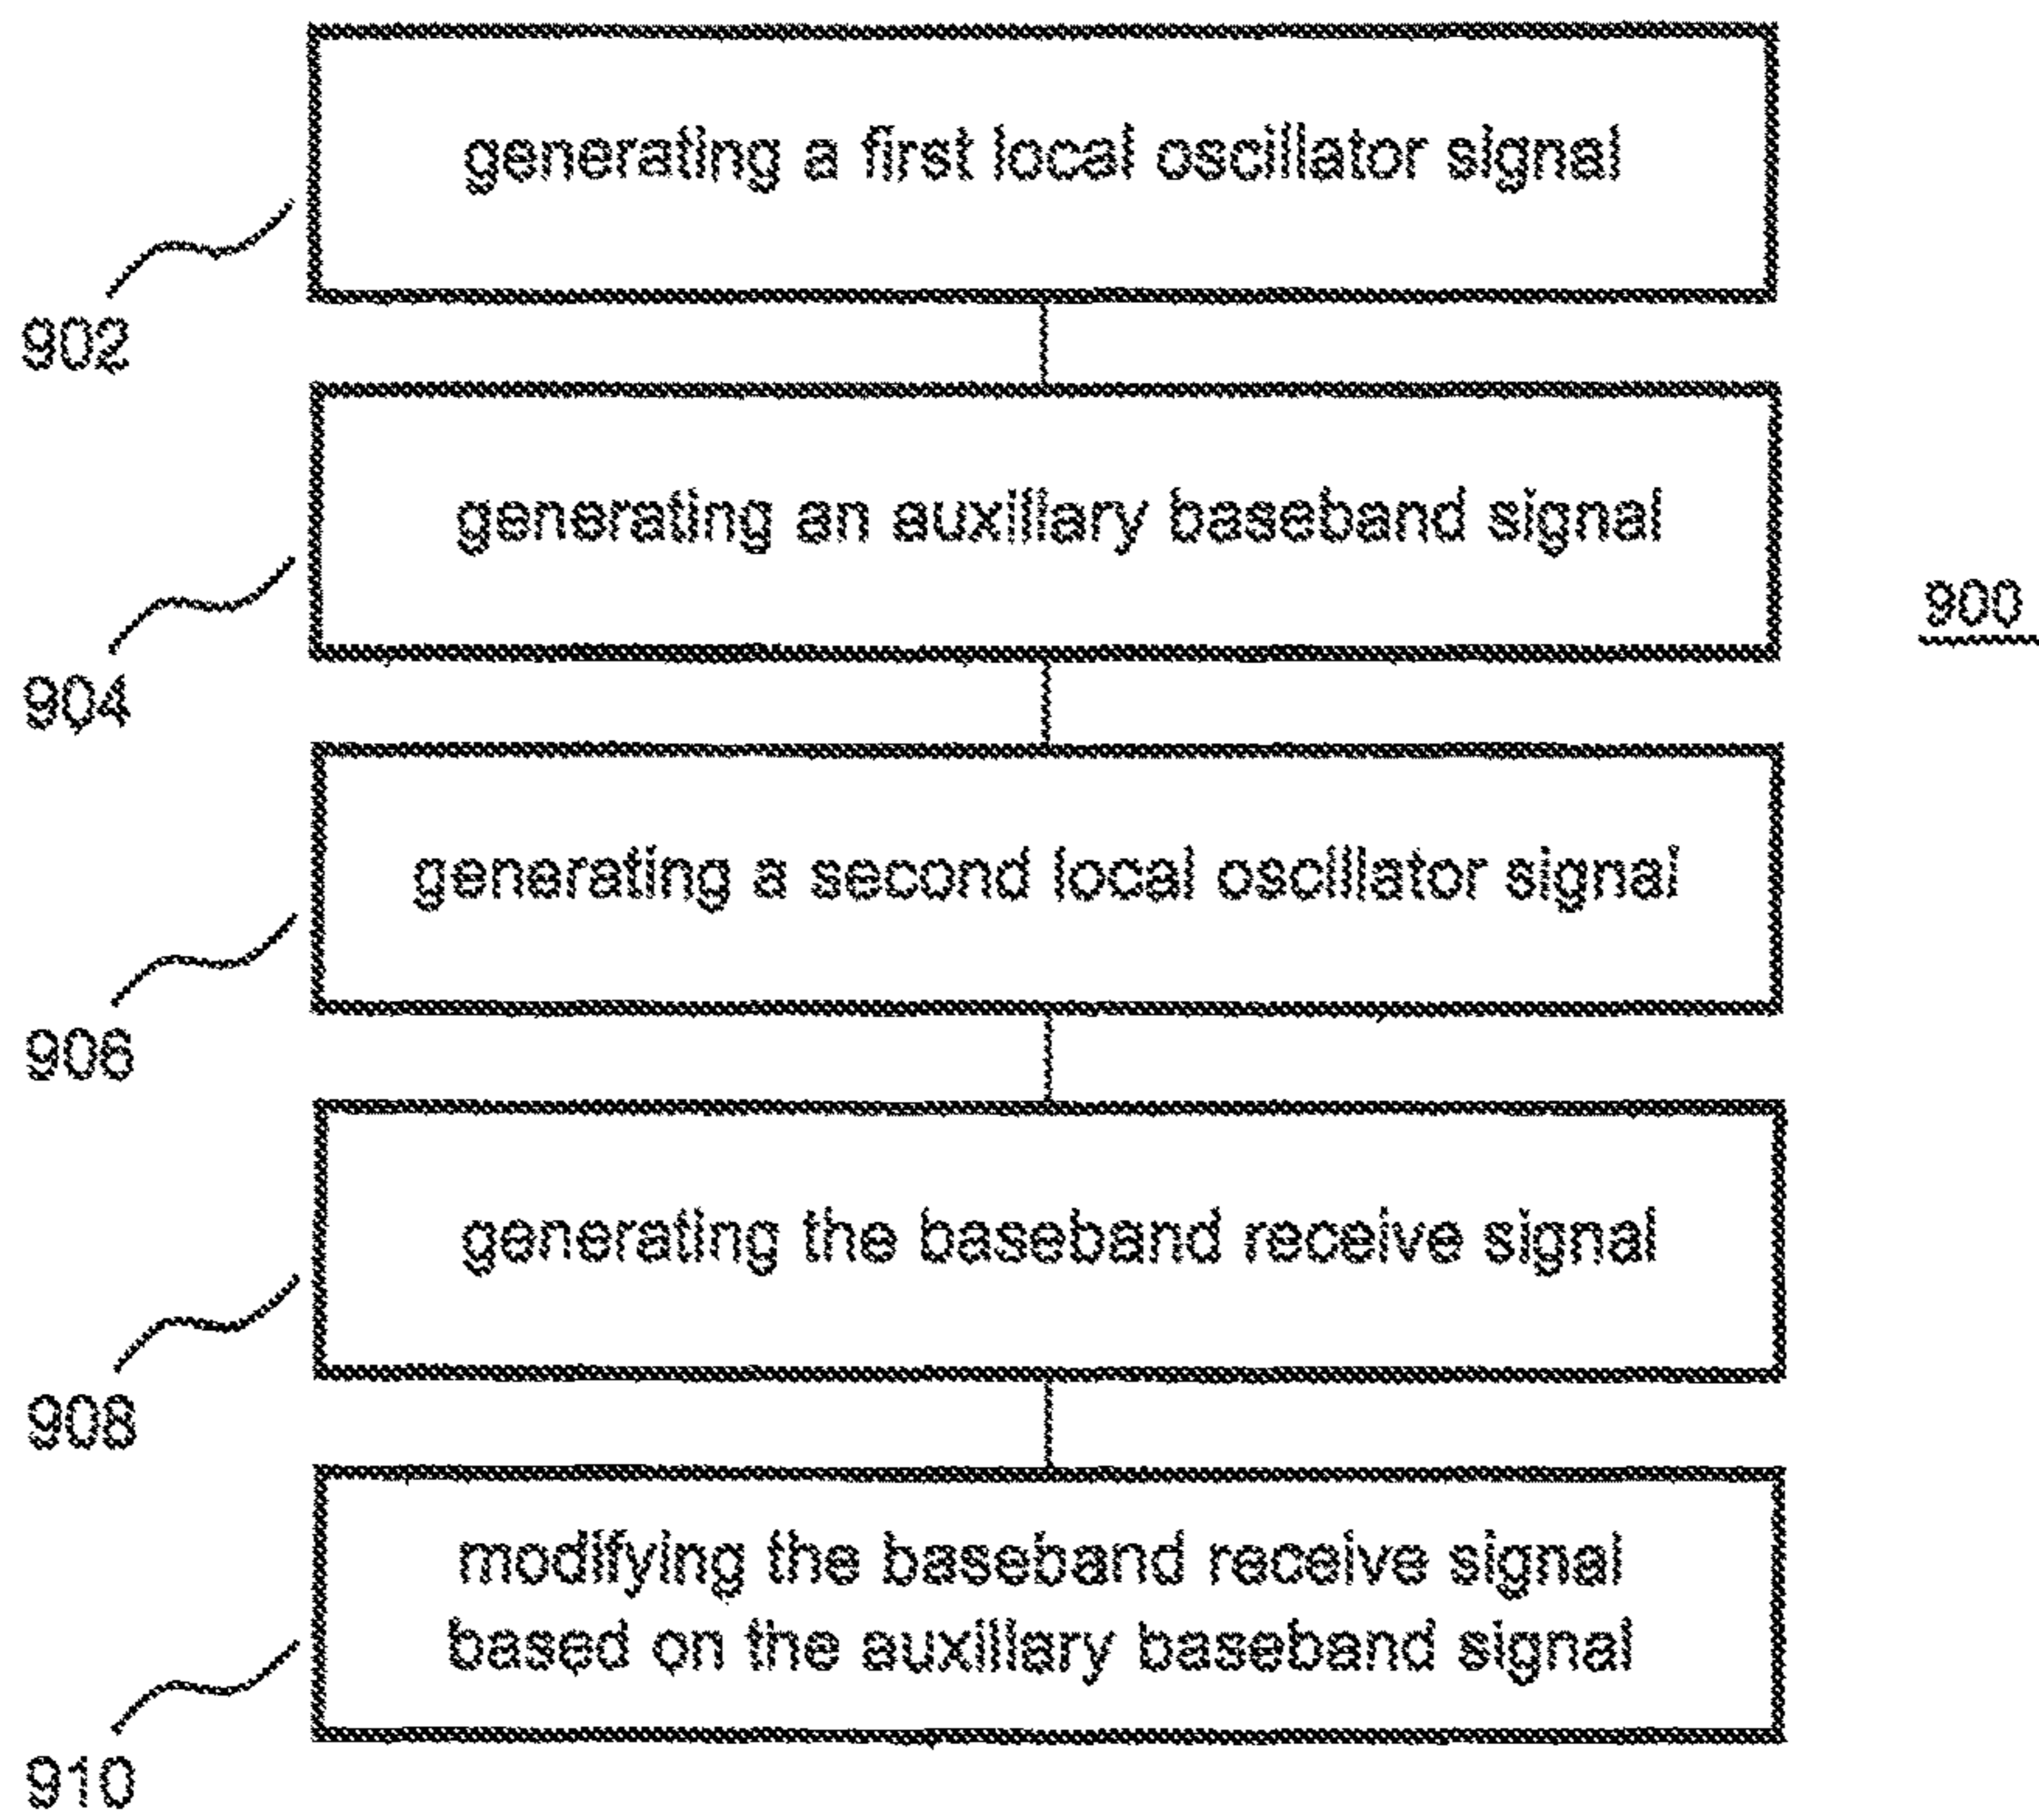 generating a first local oscillator signal
902
generating an auxiliary baseband signal
900
904
generating a second local oscillator signal
906
generating the baseband receive signal
908
modifying the baseband receive signal
based on the auxiliary baseband signal
910